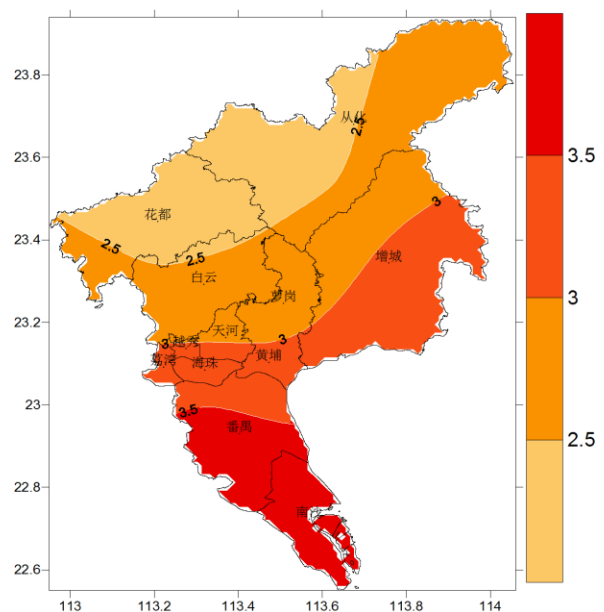 23.8
从化
2.5
3.5
23.6
花都
3
23.4
2.5
2.5
增城
白云
萝岗
3
23.2
天河
3
越秀
3
黄埔
荔湾
海珠
23
3.5
番禺
2.5
22.8
南沙
22.6
113
113.2
113.4
113.6
113.8
114